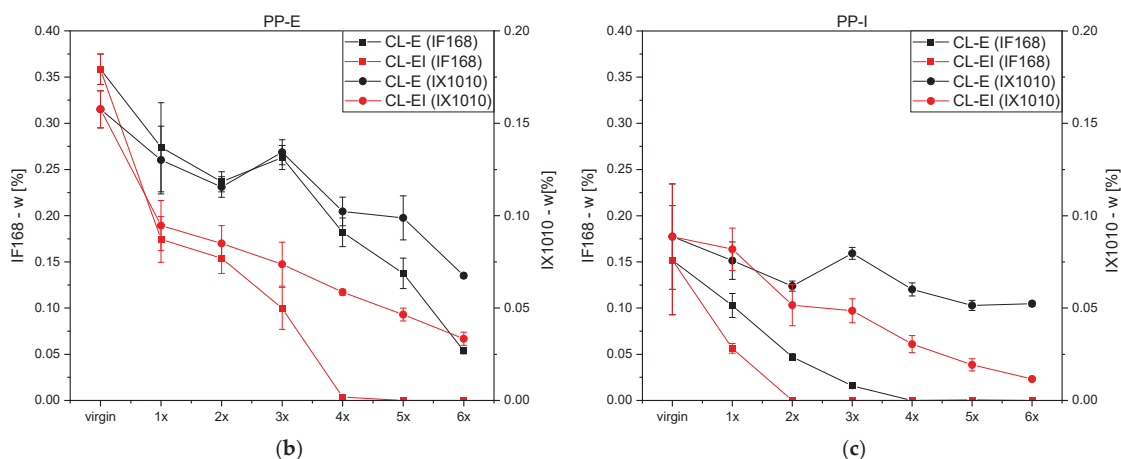 PP-E
CL-E (IF168)
CL-EI (IF168)
CL-E (IX1010)
CL-EI (IX1010)
IF168 - w [%]
0.40
0.35
0.30
0.25
0.20
0.15
0.10
0.05
0.00
virgin 1x 2x 3x 4x 5x 6x
0.20
0.15
0.10
0.05
0.00
IX1010 - w[%]
(b)
PP-I
CL-E (IF168)
CL-EI (IF168)
CL-E (IX1010)
CL-EI (IX1010)
IF168 - w [%]
0.40
0.35
0.30
0.25
0.20
0.15
0.10
0.05
0.00
virgin 1x 2x 3x 4x 5x 6x
0.20
0.15
0.10
0.05
0.00
IX1010 - w[%]
(c)